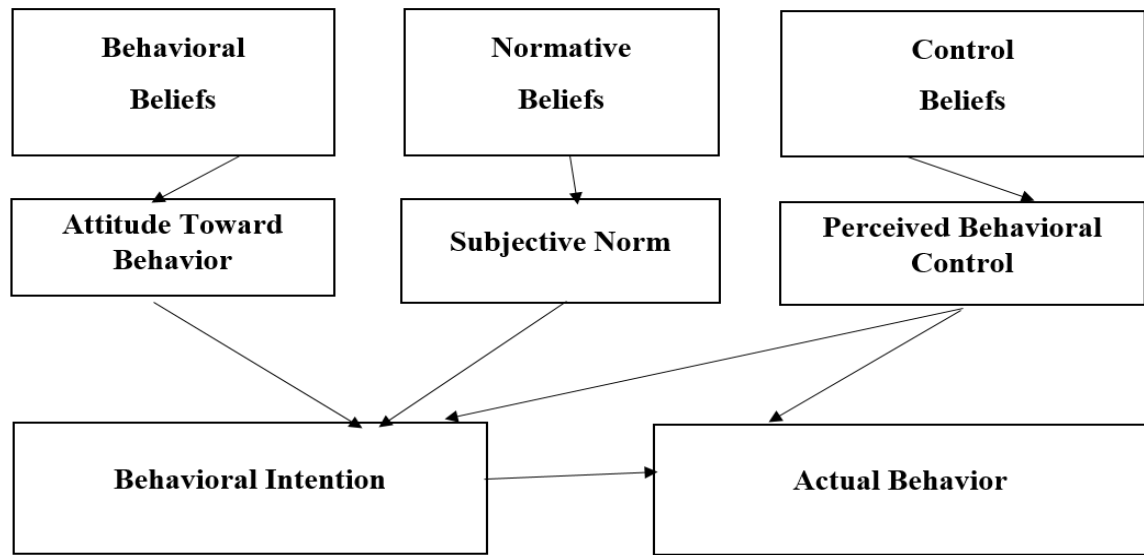 Behavioral
Beliefs
Normative
Beliefs
Control
Beliefs
Attitude Toward
Behavior
Subjective Norm
Perceived Behavioral
Control
Behavioral Intention
Actual Behavior